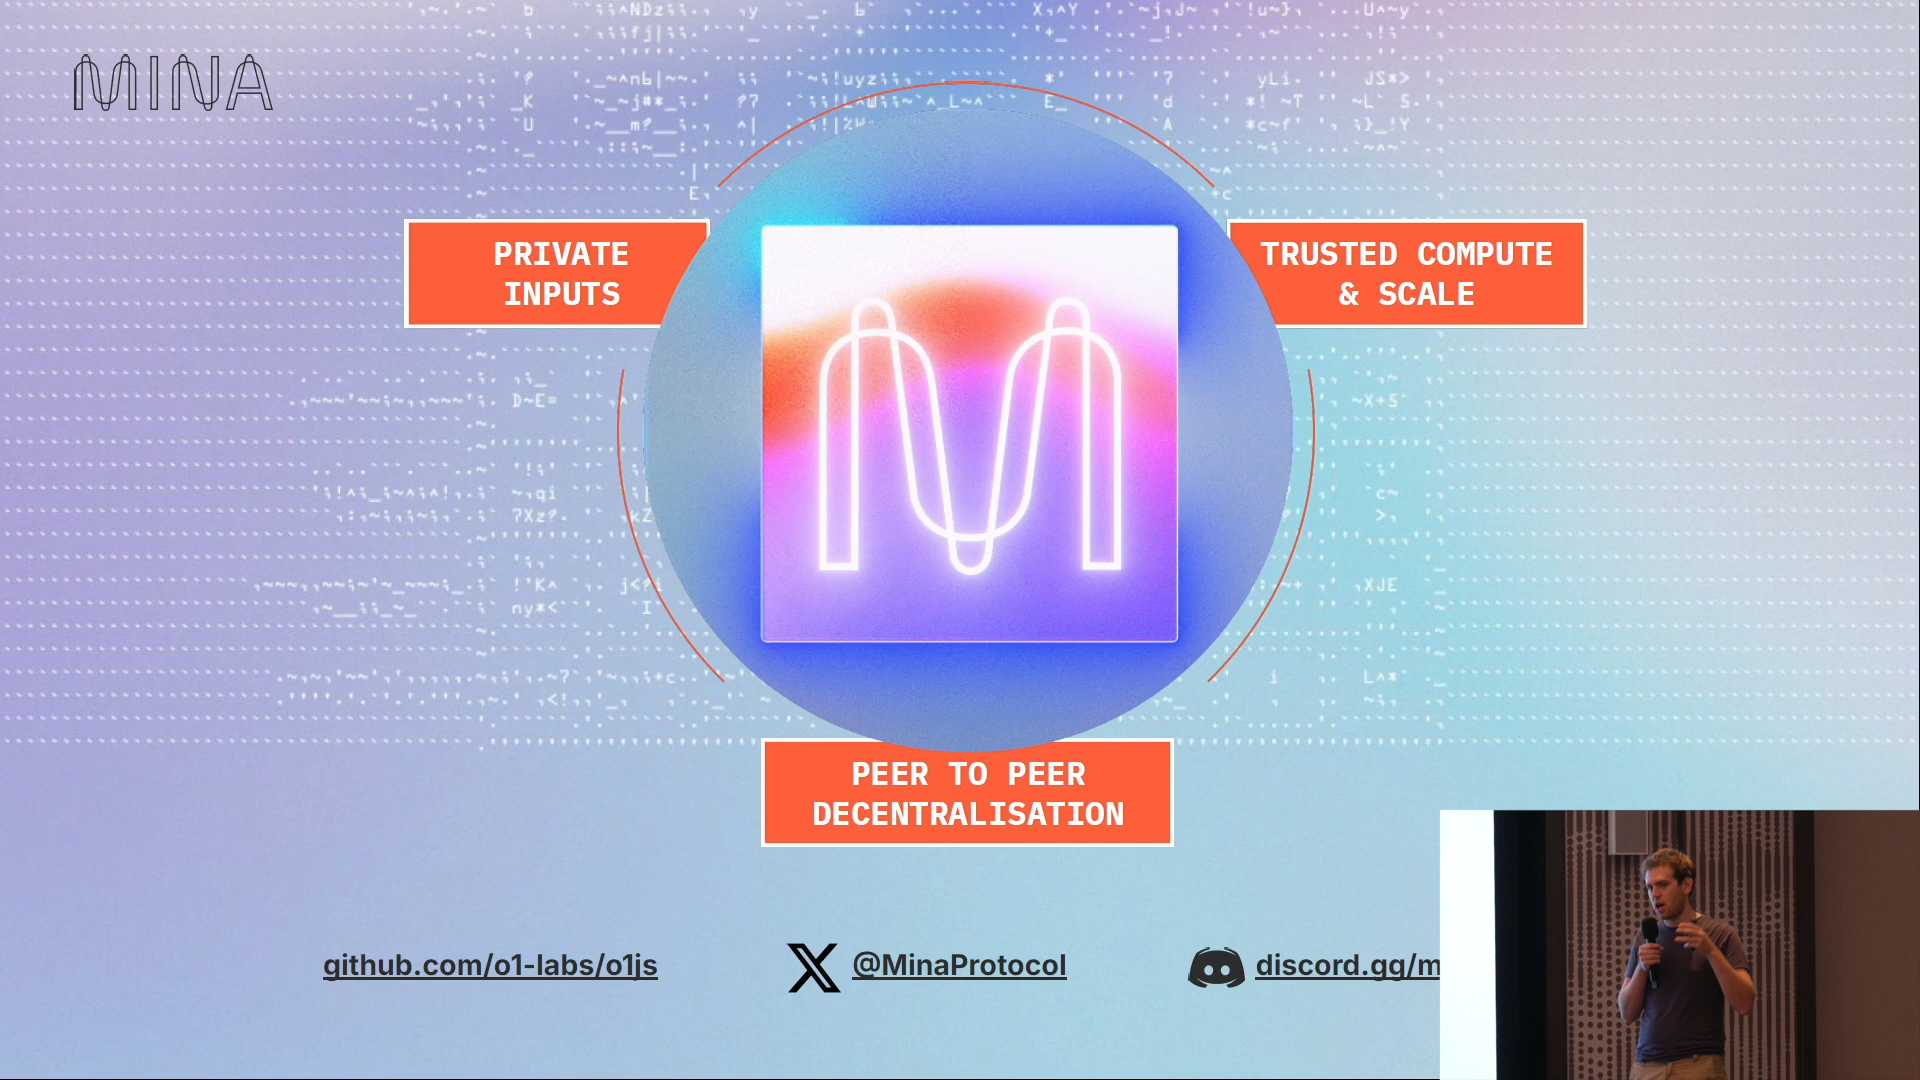 MINA
PRIVATE
INPUTS
TRUSTED COMPUTE
& SCALE
PEER TO PEER
DECENTRALISATION
github.com/o1-labs/o1js
@MinaProtocol
discord.gg/m